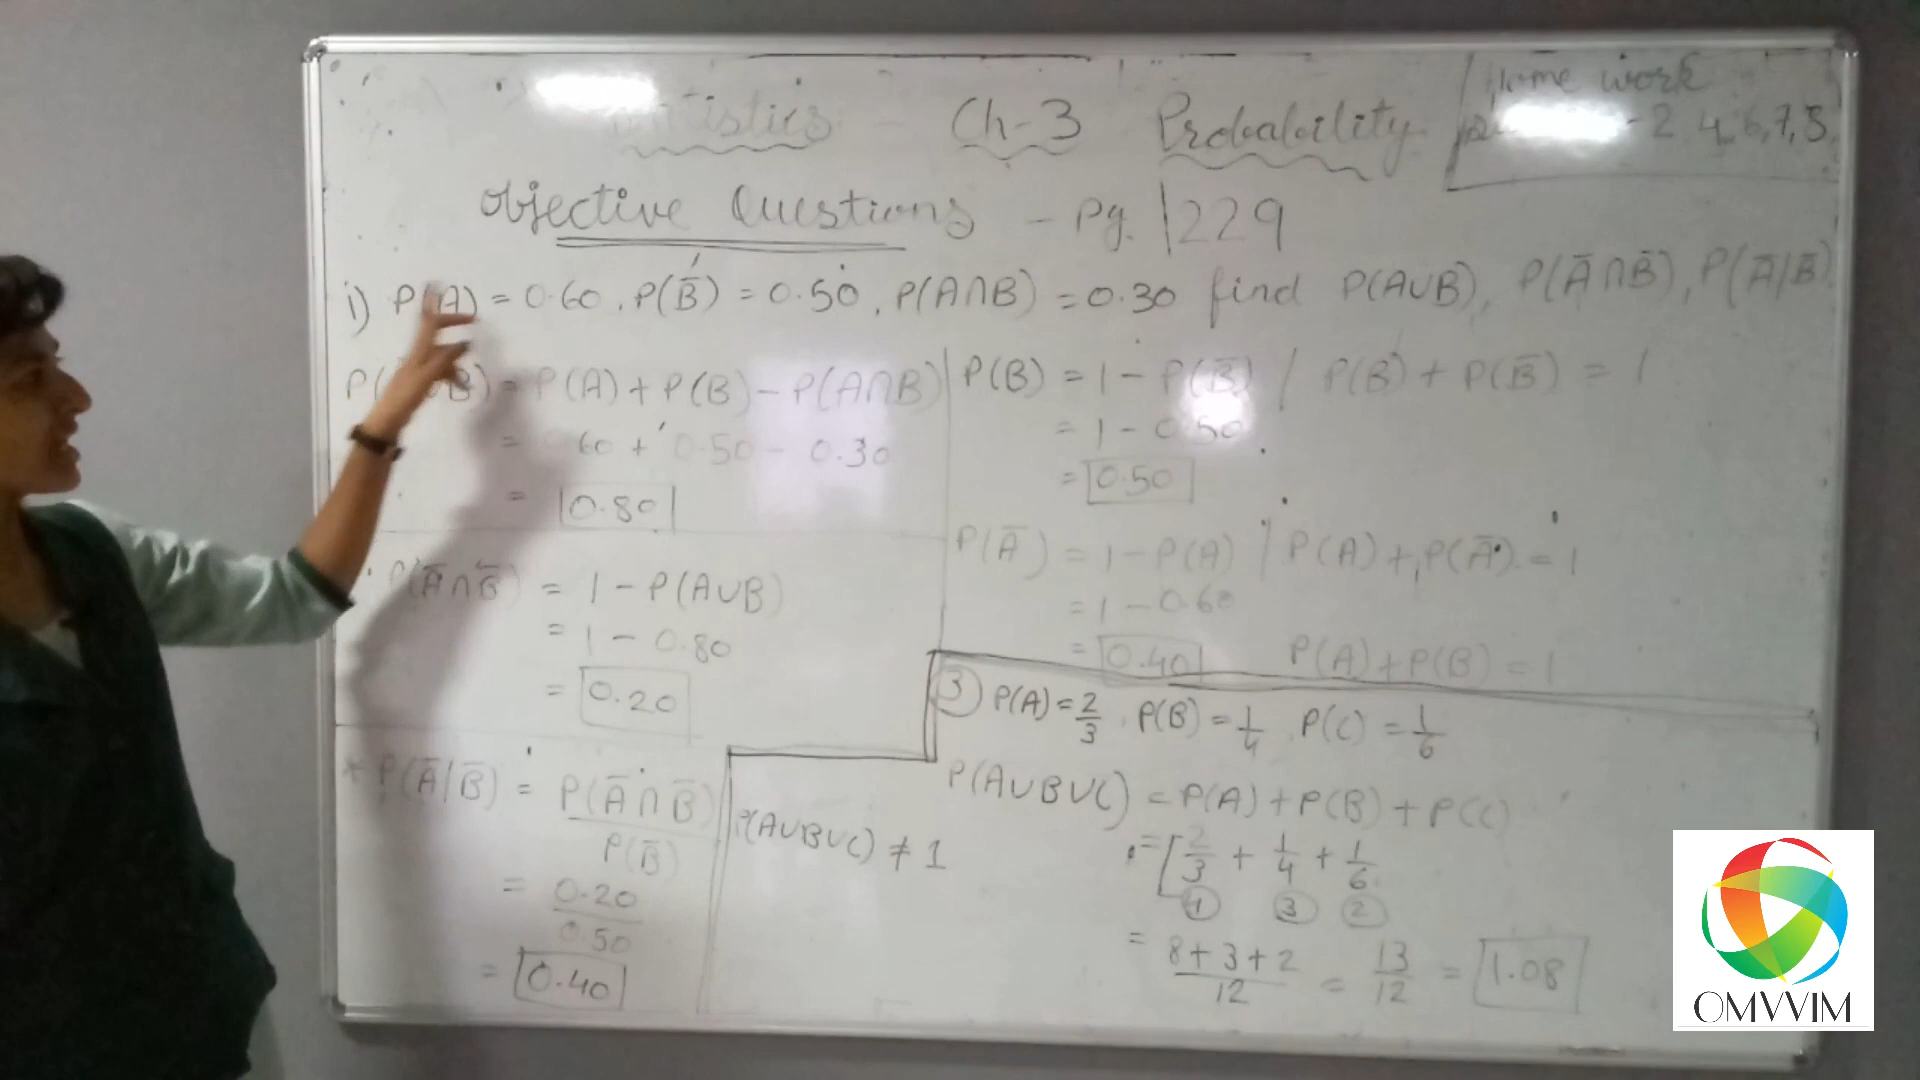 Ch-3 Probability
Home work
2 4, 6, 7, 5
Objective Questions - Pg. 229
i) P(A) = 0.60, P(B̄) = 0.50, P(A∩B) = 0.30 find P(A∪B), P(Ā∩B̄), P(Ā|B̄)
= P(A) + P(B) - P(A∩B)
= 0.60 + 0.50 - 0.30
= 0.80
P(B) = 1 - P(B̄) / P(B) + P(B̄) = 1
= 1 - 0.50
= 0.50
P(Ā) = 1 - P(A) / P(A) + P(Ā) = 1
= 1 - 0.60
= 0.40 P(A) + P(B) = 1
P(Ā∩B̄) = 1 - P(A∪B)
= 1 - 0.80
= 0.20
* P(Ā|B̄) = P(Ā∩B̄)
P(B̄)
= 0.20
0.50
= 0.40
P(A∪B∪C) ≠ 1
③ P(A) = 2/3, P(B) = 1/4, P(C) = 1/6
P(A∪B∪C) = P(A) + P(B) + P(C)
= [2/3 + 1/4 + 1/6
④ ③ ②
= 8+3+2/12 = 13/12 = 1.08
OMVVIM